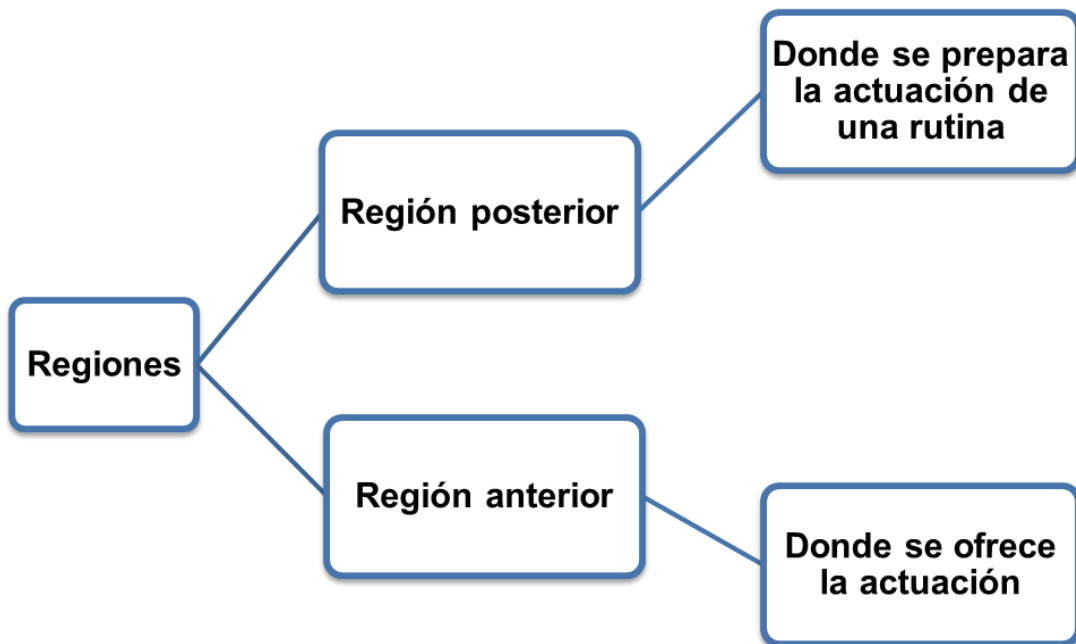 Regiones
Región posterior
Donde se prepara
la actuación de
una rutina
Región anterior
Donde se ofrece
la actuación